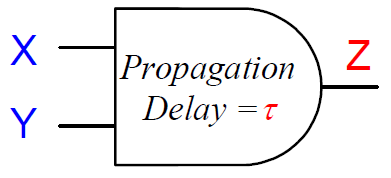 X
Y
Propagation
Delay = τ
Z